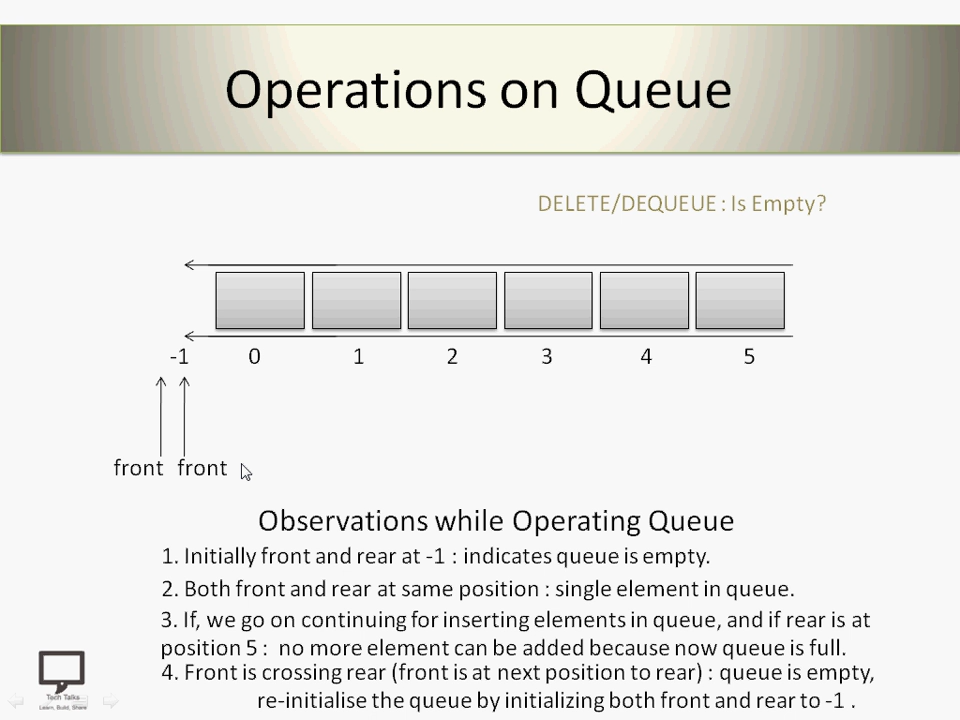 Operations on Queue
DELETE/DEQUEUE : Is Empty?
-1 0 1 2 3 4 5
front front
Observations while Operating Queue
1. Initially front and rear at -1 : indicates queue is empty.
2. Both front and rear at same position : single element in queue.
3. If, we go on continuing for inserting elements in queue, and if rear is at
position 5 : no more element can be added because now queue is full.
4. Front is crossing rear (front is at next position to rear) : queue is empty,
re-initialise the queue by initializing both front and rear to -1 .
Tech Talks
Learn, Build, Share